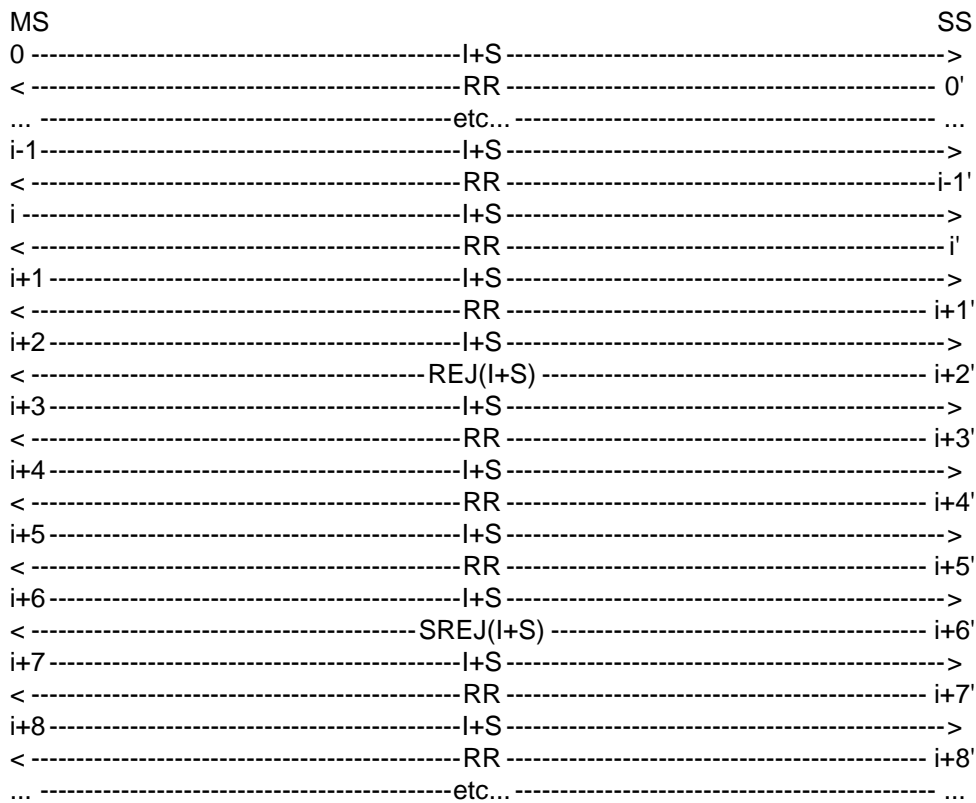 MS SS
0 ------------------------------------------------I+S ------------------------------------------------>
< ------------------------------------------------RR ------------------------------------------------ 0'
... ----------------------------------------------etc... ----------------------------------------------- ...
i-1-----------------------------------------------I+S ------------------------------------------------>
< ------------------------------------------------RR ------------------------------------------------i-1'
i -------------------------------------------------I+S ------------------------------------------------>
< ------------------------------------------------RR ------------------------------------------------- i'
i+1 ----------------------------------------------I+S ------------------------------------------------>
< ------------------------------------------------RR ----------------------------------------------- i+1'
i+2 ----------------------------------------------I+S ------------------------------------------------>
< --------------------------------------------REJ(I+S) ------------------------------------------- i+2'
i+3 ----------------------------------------------I+S ------------------------------------------------>
< ------------------------------------------------RR ----------------------------------------------- i+3'
i+4 ----------------------------------------------I+S ------------------------------------------------>
< ------------------------------------------------RR ----------------------------------------------- i+4'
i+5 ----------------------------------------------I+S ------------------------------------------------>
< ------------------------------------------------RR ----------------------------------------------- i+5'
i+6 ----------------------------------------------I+S ------------------------------------------------>
< -------------------------------------------SREJ(I+S) ------------------------------------------ i+6'
i+7 ----------------------------------------------I+S ------------------------------------------------>
< ------------------------------------------------RR ----------------------------------------------- i+7'
i+8 ----------------------------------------------I+S ------------------------------------------------>
< ------------------------------------------------RR ----------------------------------------------- i+8'
... ----------------------------------------------etc... ----------------------------------------------- ...